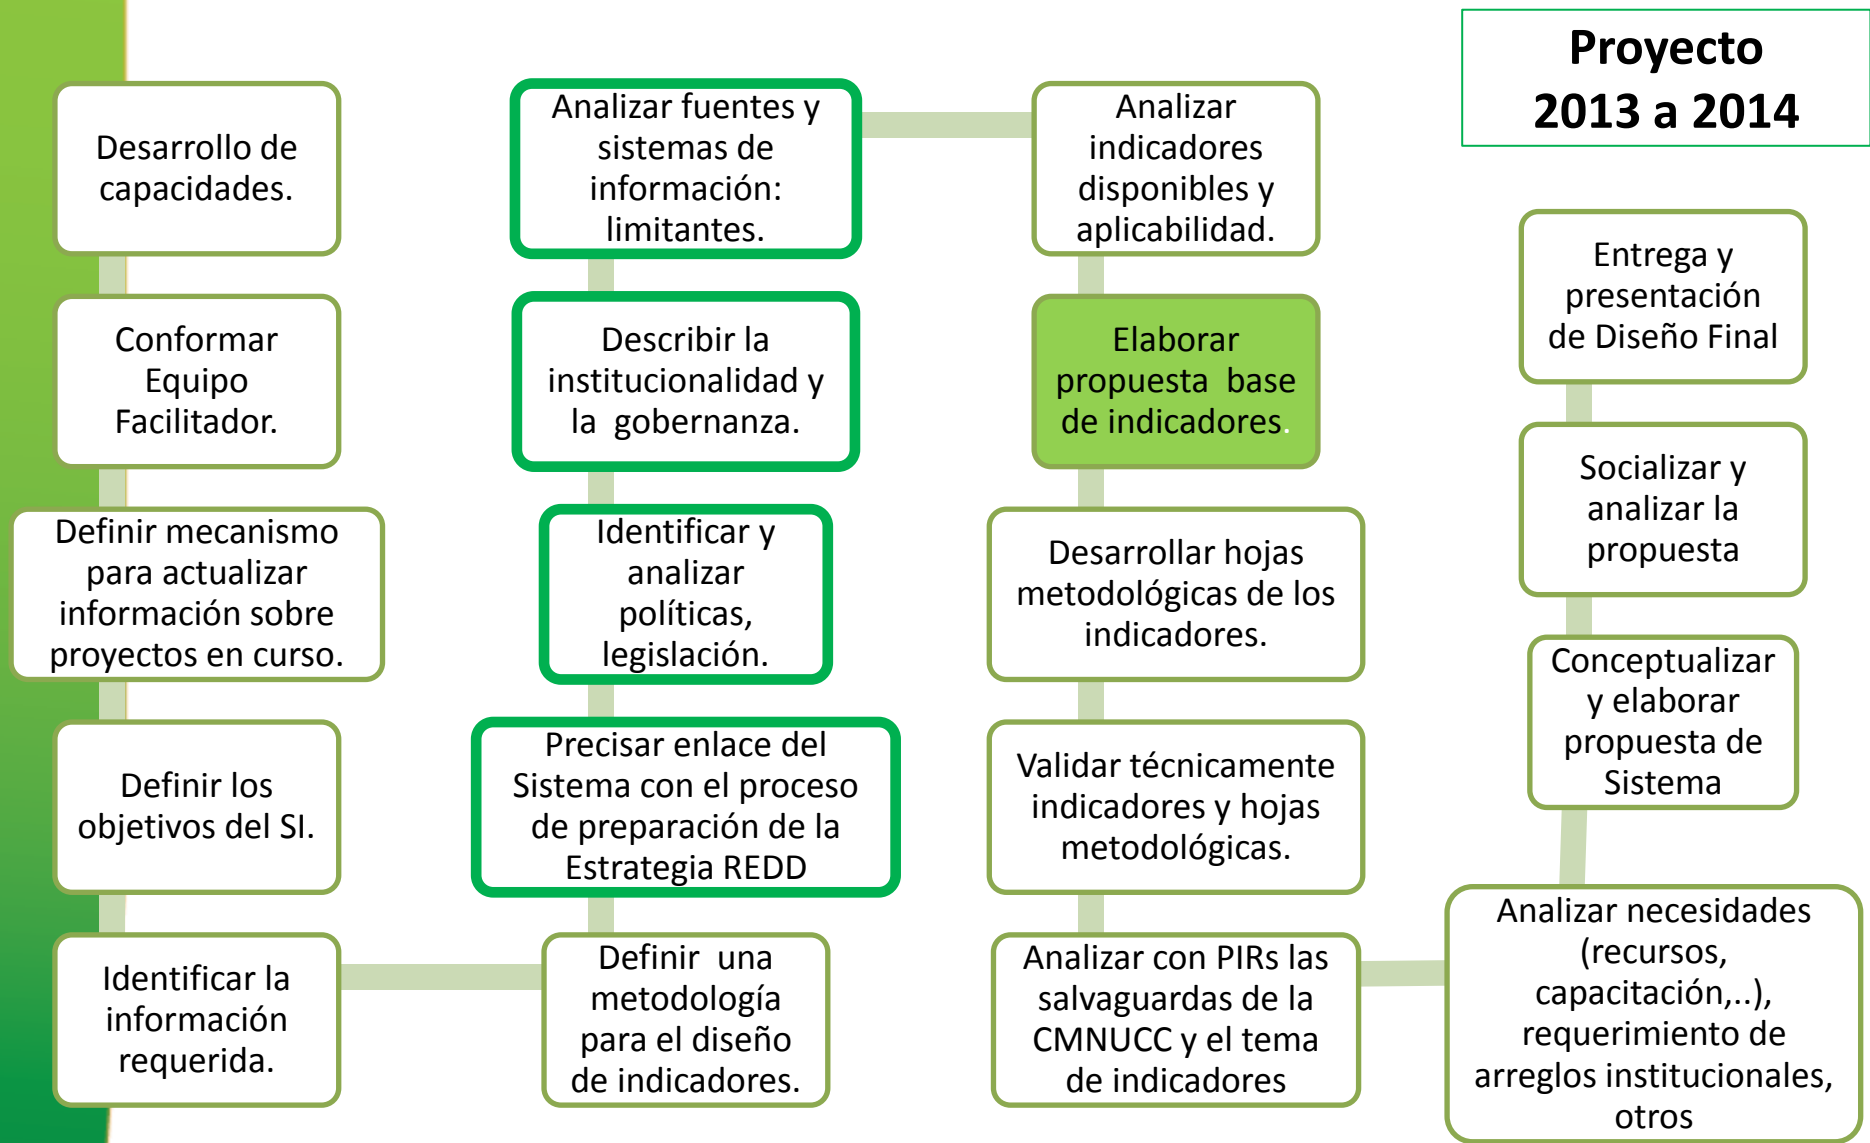 Proyecto
2013 a 2014
Desarrollo de
capacidades.
Conformar
Equipo
Facilitador.
Definir mecanismo
para actualizar
información sobre
proyectos en curso.
Definir los
objetivos del SI.
Identificar la
información
requerida.
Definir  una
metodología
para el diseño
de indicadores.
Precisar enlace del
Sistema con el proceso
de preparación de la
Estrategia REDD
Identificar y
analizar
políticas,
legislación.
Describir la
institucionalidad y
la  gobernanza.
Analizar fuentes y
sistemas de
información:
limitantes.
Analizar
indicadores
disponibles y
aplicabilidad.
Elaborar
propuesta  base
de indicadores.
Desarrollar hojas
metodológicas de los
indicadores.
Validar técnicamente
indicadores y hojas
metodológicas.
Analizar con PIRs las
salvaguardas de la
CMNUCC y el tema
de indicadores
Analizar necesidades
(recursos,
capacitación,..),
requerimiento de
arreglos institucionales,
otros
Conceptualizar
y elaborar
propuesta de
Sistema
Socializar y
analizar la
propuesta
Entrega y
presentación
de Diseño Final